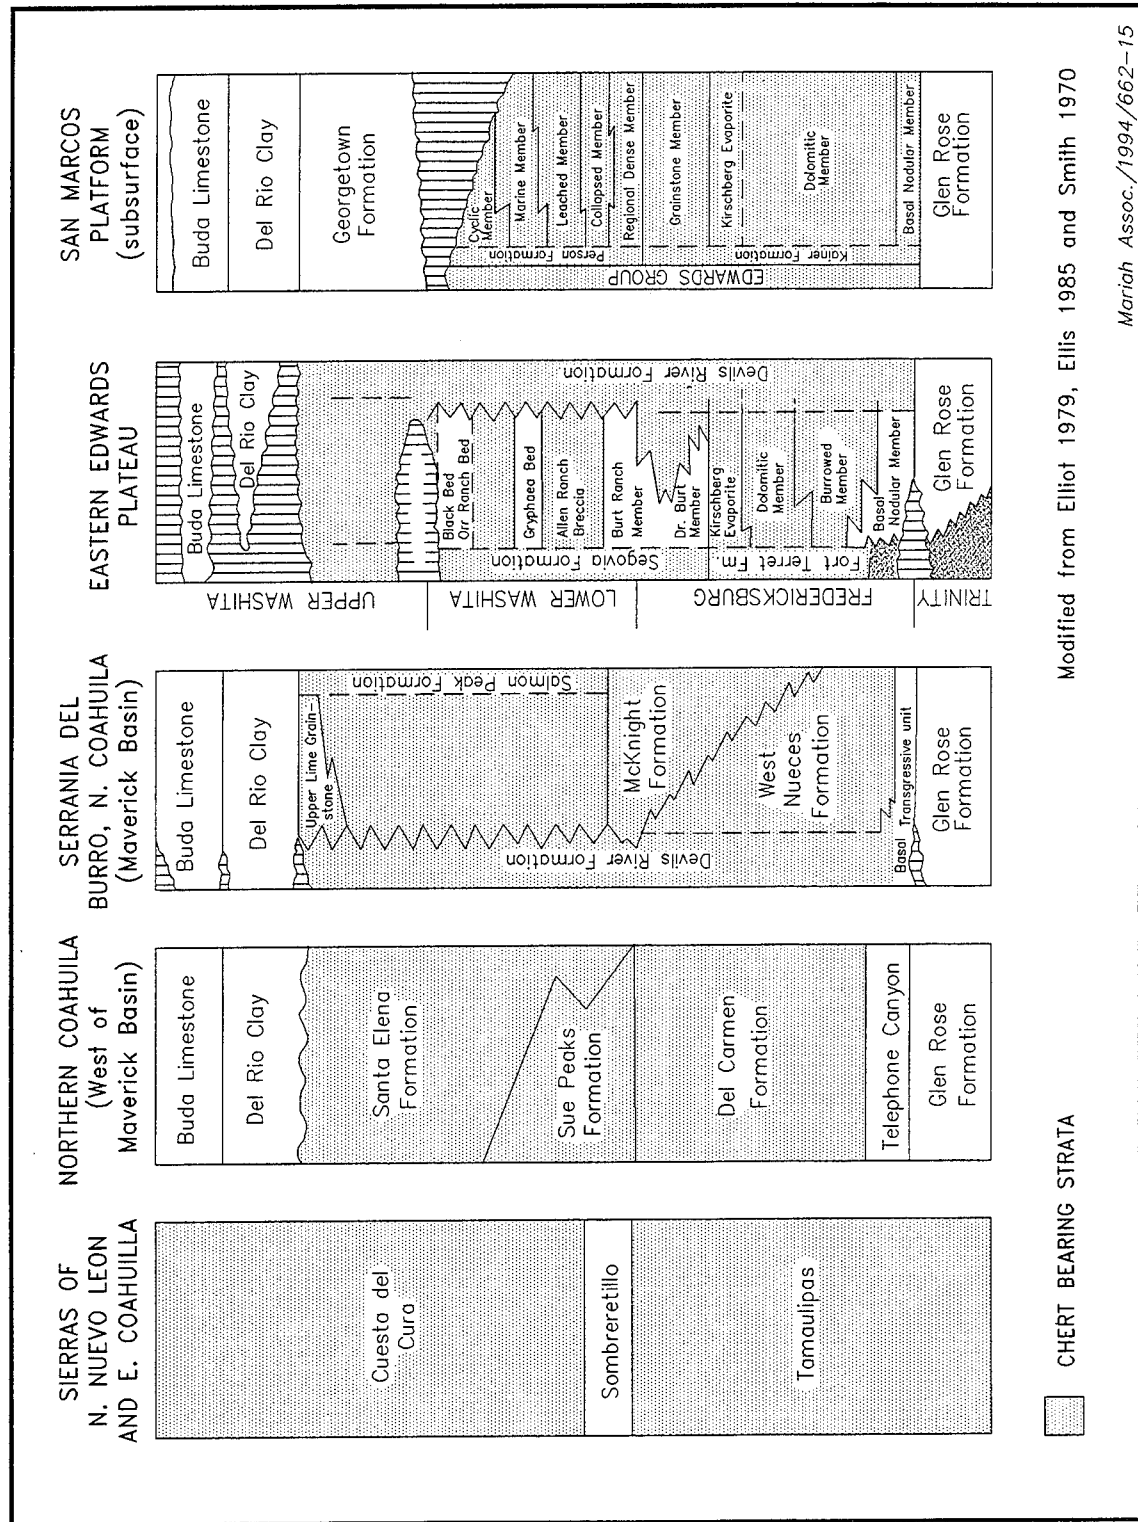 SIERRAS OF
N. NUEVO LEON
AND E. COAHUILLA
Cuesta del
Cura
Sombreretillo
Tamaulipas
NORTHERN COAHUILA
(West of
Maverick Basin)
Buda Limestone
Del Rio Clay
Santa Elena
Formation
Sue Peaks
Formation
Del Carmen
Formation
Telephone Canyon
Glen Rose
Formation
SERRANIA DEL
BURRO, N. COAHUILA
(Maverick Basin)
Buda Limestone
Del Rio Clay
Upper Lime Grain-
stone
Salmon Peak Formation
Devils River Formation
McKnight
Formation
West
Nueces
Formation
Basal Transgressive unit
Glen Rose
Formation
UPPER WASHITA
LOWER WASHITA
FREDERICKSBURG
TRINITY
EASTERN EDWARDS
PLATEAU
Buda Limestone
Del Rio Clay
Devils River Formation
Black Bed
Orr Ranch Bed
Gryphaea Bed
Allen Ranch
Breccia
Burt Ranch
Member
Dr. Burt
Member
Segovia Formation
Kirschberg
Evaporite
Dolomitic
Member
Burrowed
Member
Basal
Nodular Member
Fort Terret Fm.
Glen Rose
Formation
SAN MARCOS
PLATFORM
(subsurface)
Buda Limestone
Del Rio Clay
Georgetown
Formation
Cyclic
Member
Marine Member
Leached Member
Collapsed Member
Regional Dense Member
Person Formation
Grainstone Member
Kirschberg Evaporite
Dolomitic
Member
Basal Nodular Member
Kainer Formation
EDWARDS GROUP
Glen Rose
Formation
CHERT BEARING STRATA
Modified from Elliot 1979, Ellis 1985 and Smith 1970
Mariah Assoc./1994/662-15